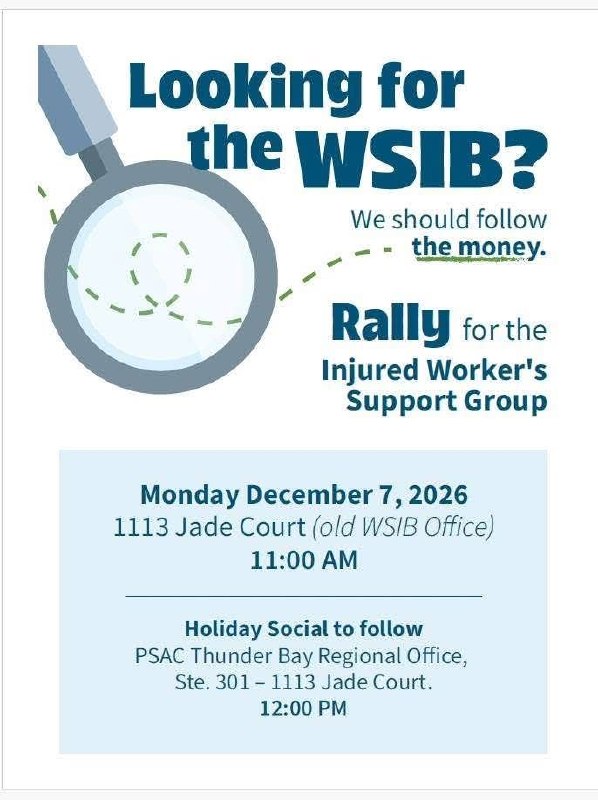 Looking for
the WSIB?
We should follow
the money.
Rally for the
Injured Worker's
Support Group
Monday December 7, 2026
1113 Jade Court (old WSIB Office)
11:00 AM
Holiday Social to follow
PSAC Thunder Bay Regional Office,
Ste. 301 – 1113 Jade Court.
12:00 PM